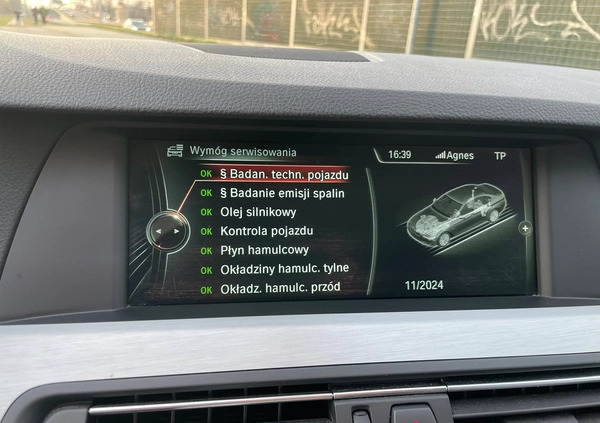 Wymóg serwisowania
16:39 Agnes TP
OK § Badan. techn. pojazdu
OK § Badanie emisji spalin
OK Olej silnikowy
OK Kontrola pojazdu
OK Płyn hamulcowy
OK Okładziny hamulc. tylne
OK Okładz. hamulc. przód
11/2024